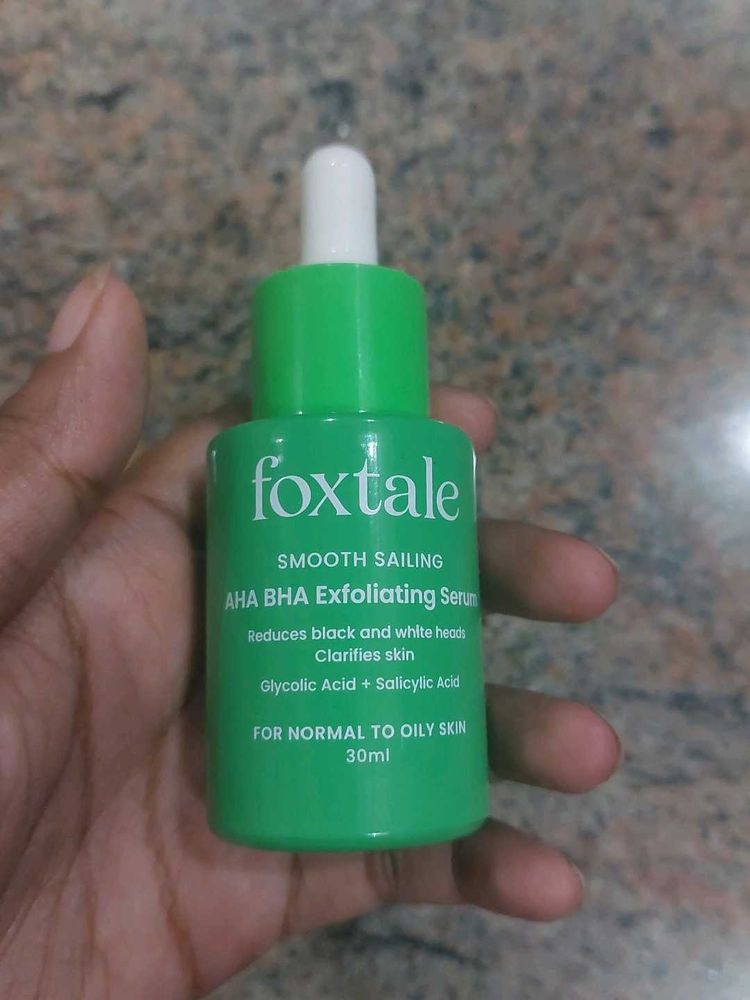 foxtale
SMOOTH SAILING
AHA BHA Exfoliating Serum
Reduces black and white heads
Clarifies skin
Glycolic Acid + Salicylic Acid
FOR NORMAL TO OILY SKIN
30ml